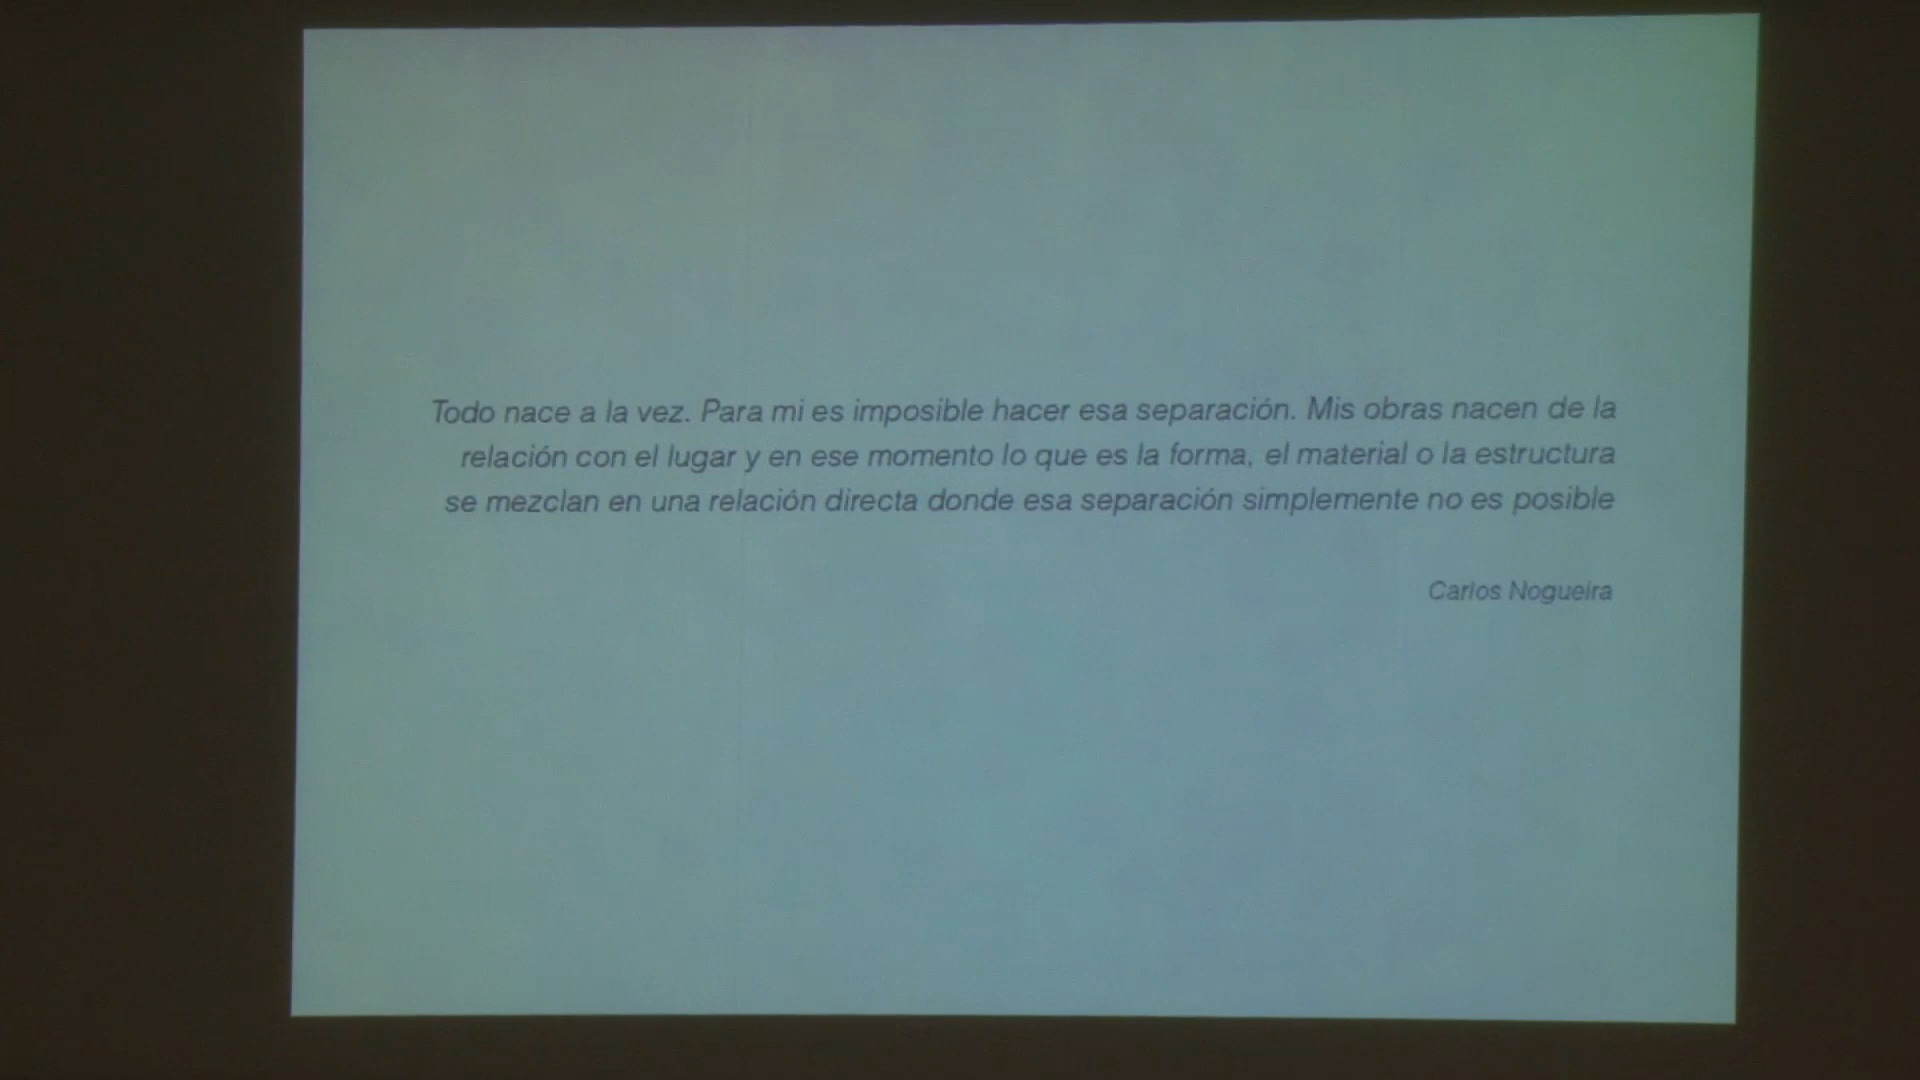 Todo nace a la vez. Para mi es imposible hacer esa separación. Mis obras nacen de la
relación con el lugar y en ese momento lo que es la forma, el material o la estructura
se mezclan en una relación directa donde esa separación simplemente no es posible
Carlos Nogueira